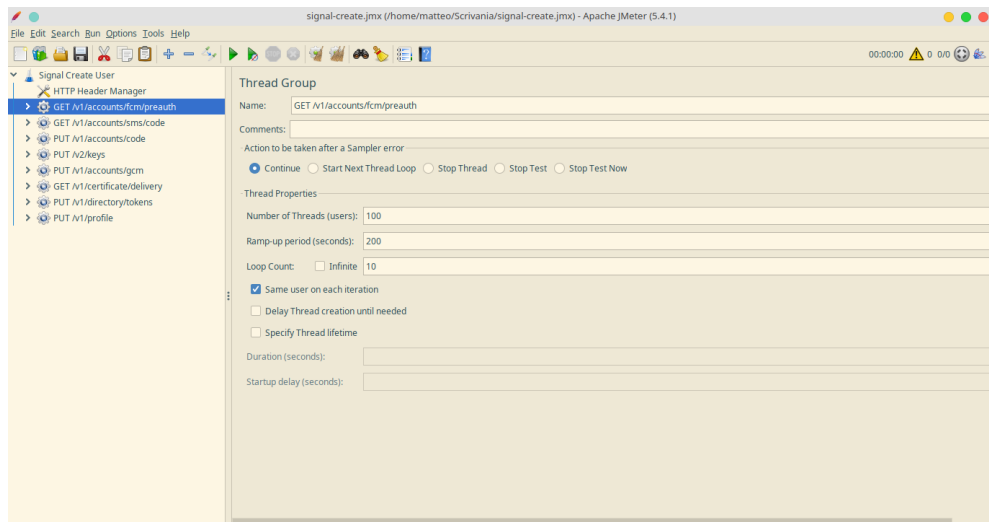 signal-create.jmx (/home/matteo/Scrivania/signal-create.jmx) - Apache JMeter (5.4.1)
File Edit Search Run Options Tools Help
00:00:00 0 0/0
Signal Create User
HTTP Header Manager
GET /v1/accounts/fcm/preauth
GET /v1/accounts/sms/code
PUT /v1/accounts/code
PUT /v2/keys
PUT /v1/accounts/gcm
GET /v1/certificate/delivery
PUT /v1/directory/tokens
PUT /v1/profile
Thread Group
Name: GET /v1/accounts/fcm/preauth
Comments:
Action to be taken after a Sampler error
Continue Start Next Thread Loop Stop Thread Stop Test Stop Test Now
Thread Properties
Number of Threads (users): 100
Ramp-up period (seconds): 200
Loop Count: Infinite 10
Same user on each iteration
Delay Thread creation until needed
Specify Thread lifetime
Duration (seconds):
Startup delay (seconds):